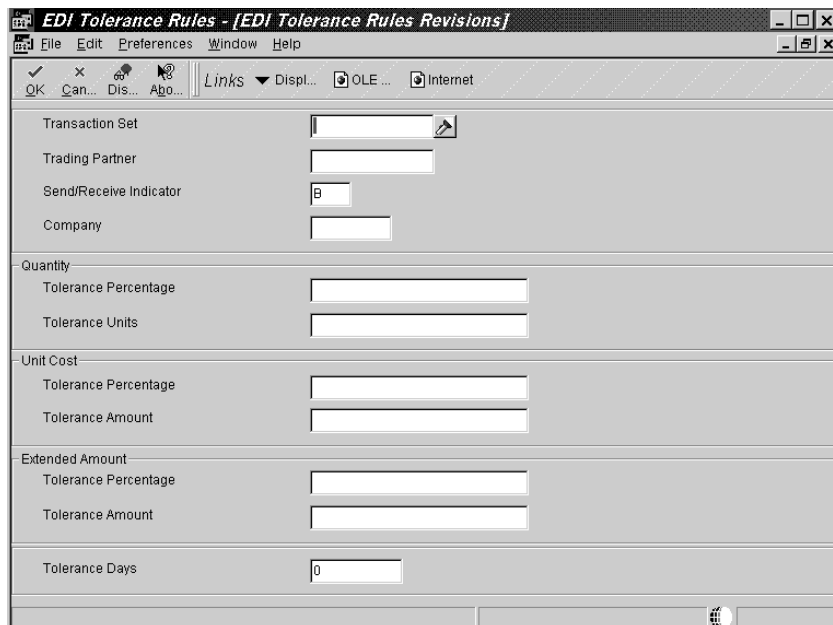 EDI Tolerance Rules - [EDI Tolerance Rules Revisions]
File Edit Preferences Window Help
OK Can... Dis... Abo... Links Displ... OLE ... Internet
Transaction Set
Trading Partner
Send/Receive Indicator B
Company
Quantity
Tolerance Percentage
Tolerance Units
Unit Cost
Tolerance Percentage
Tolerance Amount
Extended Amount
Tolerance Percentage
Tolerance Amount
Tolerance Days 0